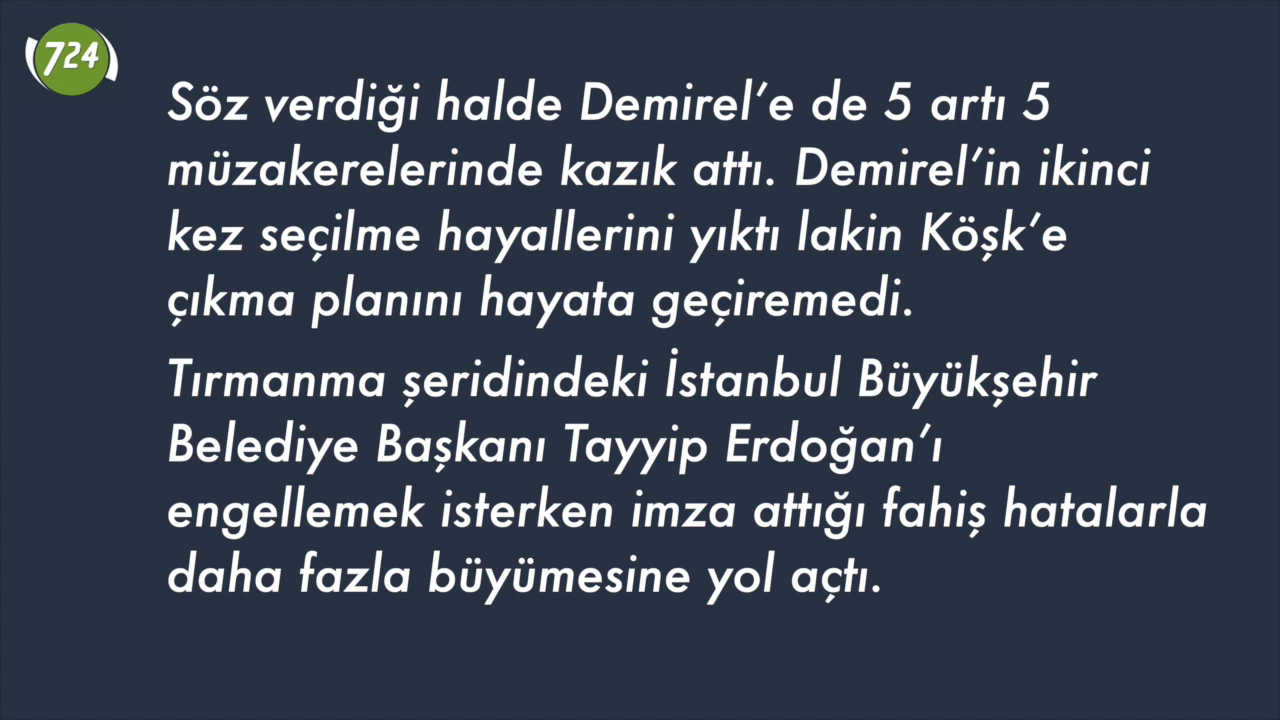 724
Söz verdiği halde Demirel’e de 5 artı 5
müzakerelerinde kazık attı. Demirel’in ikinci
kez seçilme hayallerini yıktı lakin Köşk’e
çıkma planını hayata geçiremedi.
Tırmanma şeridindeki İstanbul Büyükşehir
Belediye Başkanı Tayyip Erdoğan’ı
engellemek isterken imza attığı fahiş hatalarla
daha fazla büyümesine yol açtı.